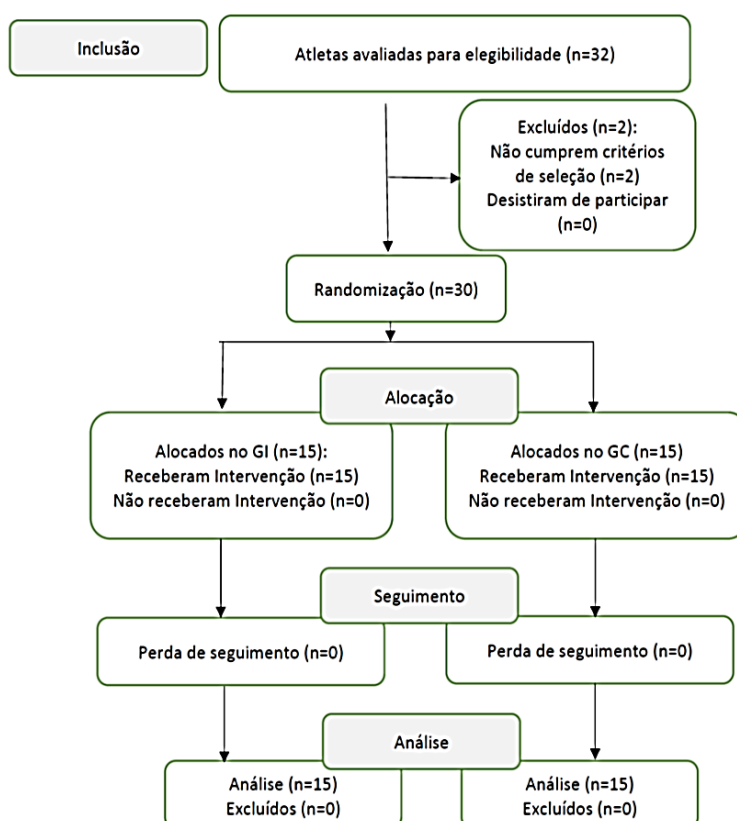 Inclusão
Atletas avaliadas para elegibilidade (n=32)
Excluídos (n=2):
Não cumprem critérios
de seleção (n=2)
Desistiram de participar
(n=0)
Randomização (n=30)
Alocação
Alocados no GI (n=15):
Receberam Intervenção (n=15)
Não receberam Intervenção (n=0)
Alocados no GC (n=15)
Receberam Intervenção (n=15)
Não receberam Intervenção (n=0)
Seguimento
Perda de seguimento (n=0)
Perda de seguimento (n=0)
Análise
Análise (n=15)
Excluídos (n=0)
Análise (n=15)
Excluídos (n=0)